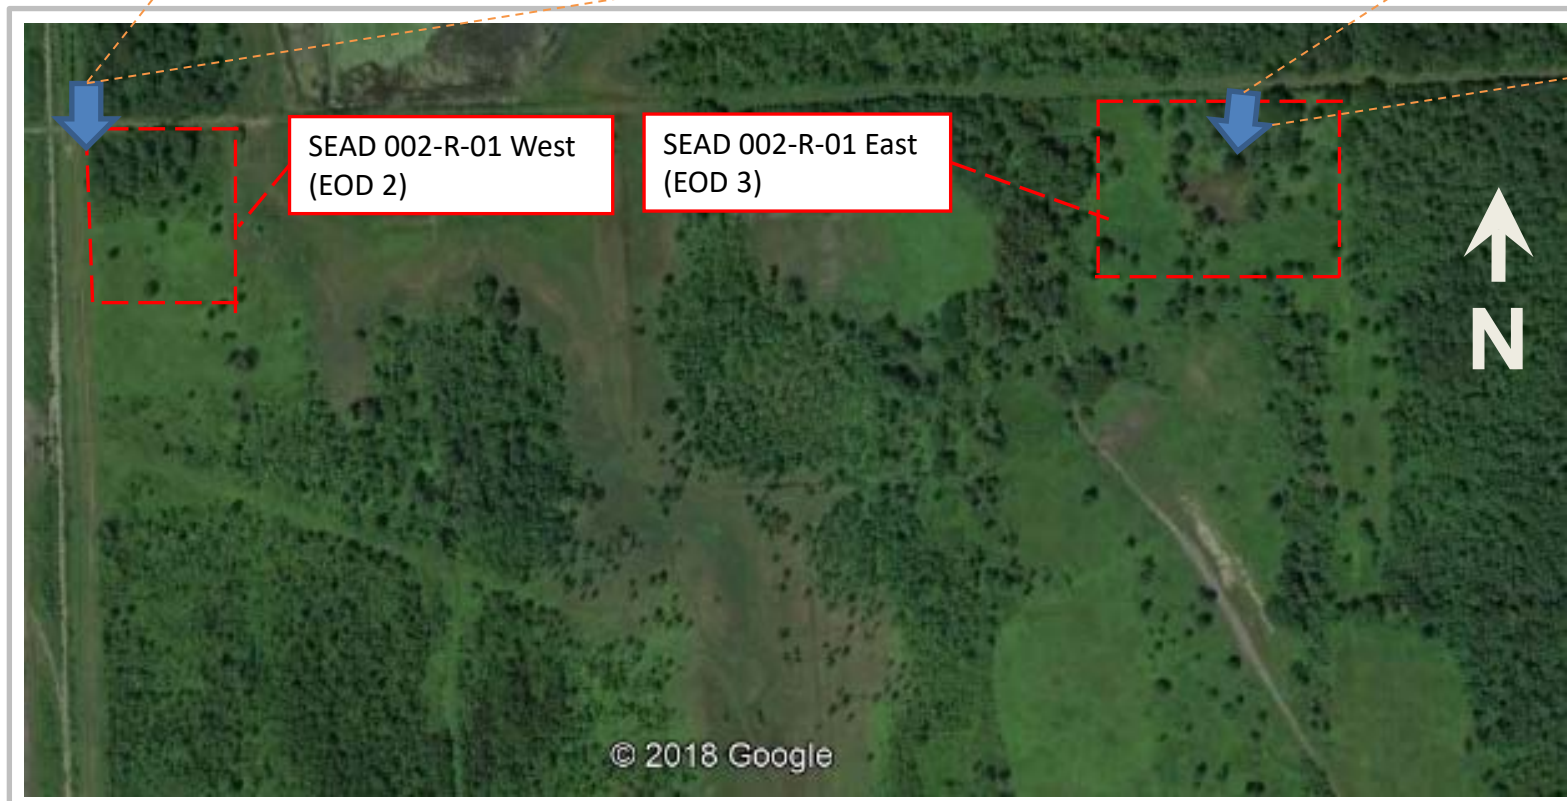 SEAD 002-R-01 West
(EOD 2)
SEAD 002-R-01 East
(EOD 3)
N
© 2018 Google